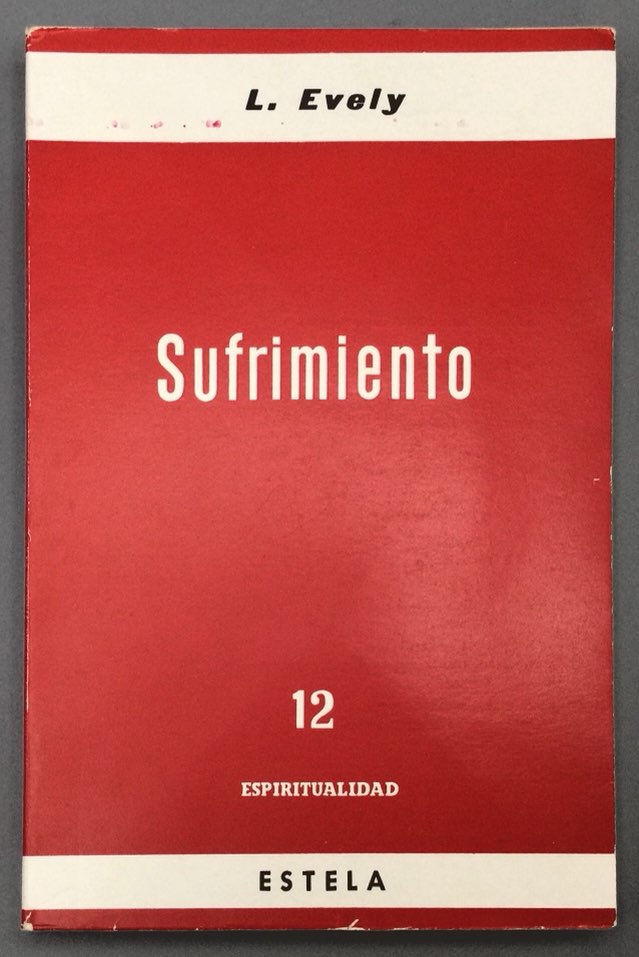 L. Evely
Sufrimiento
12
ESPIRITUALIDAD
ESTELA